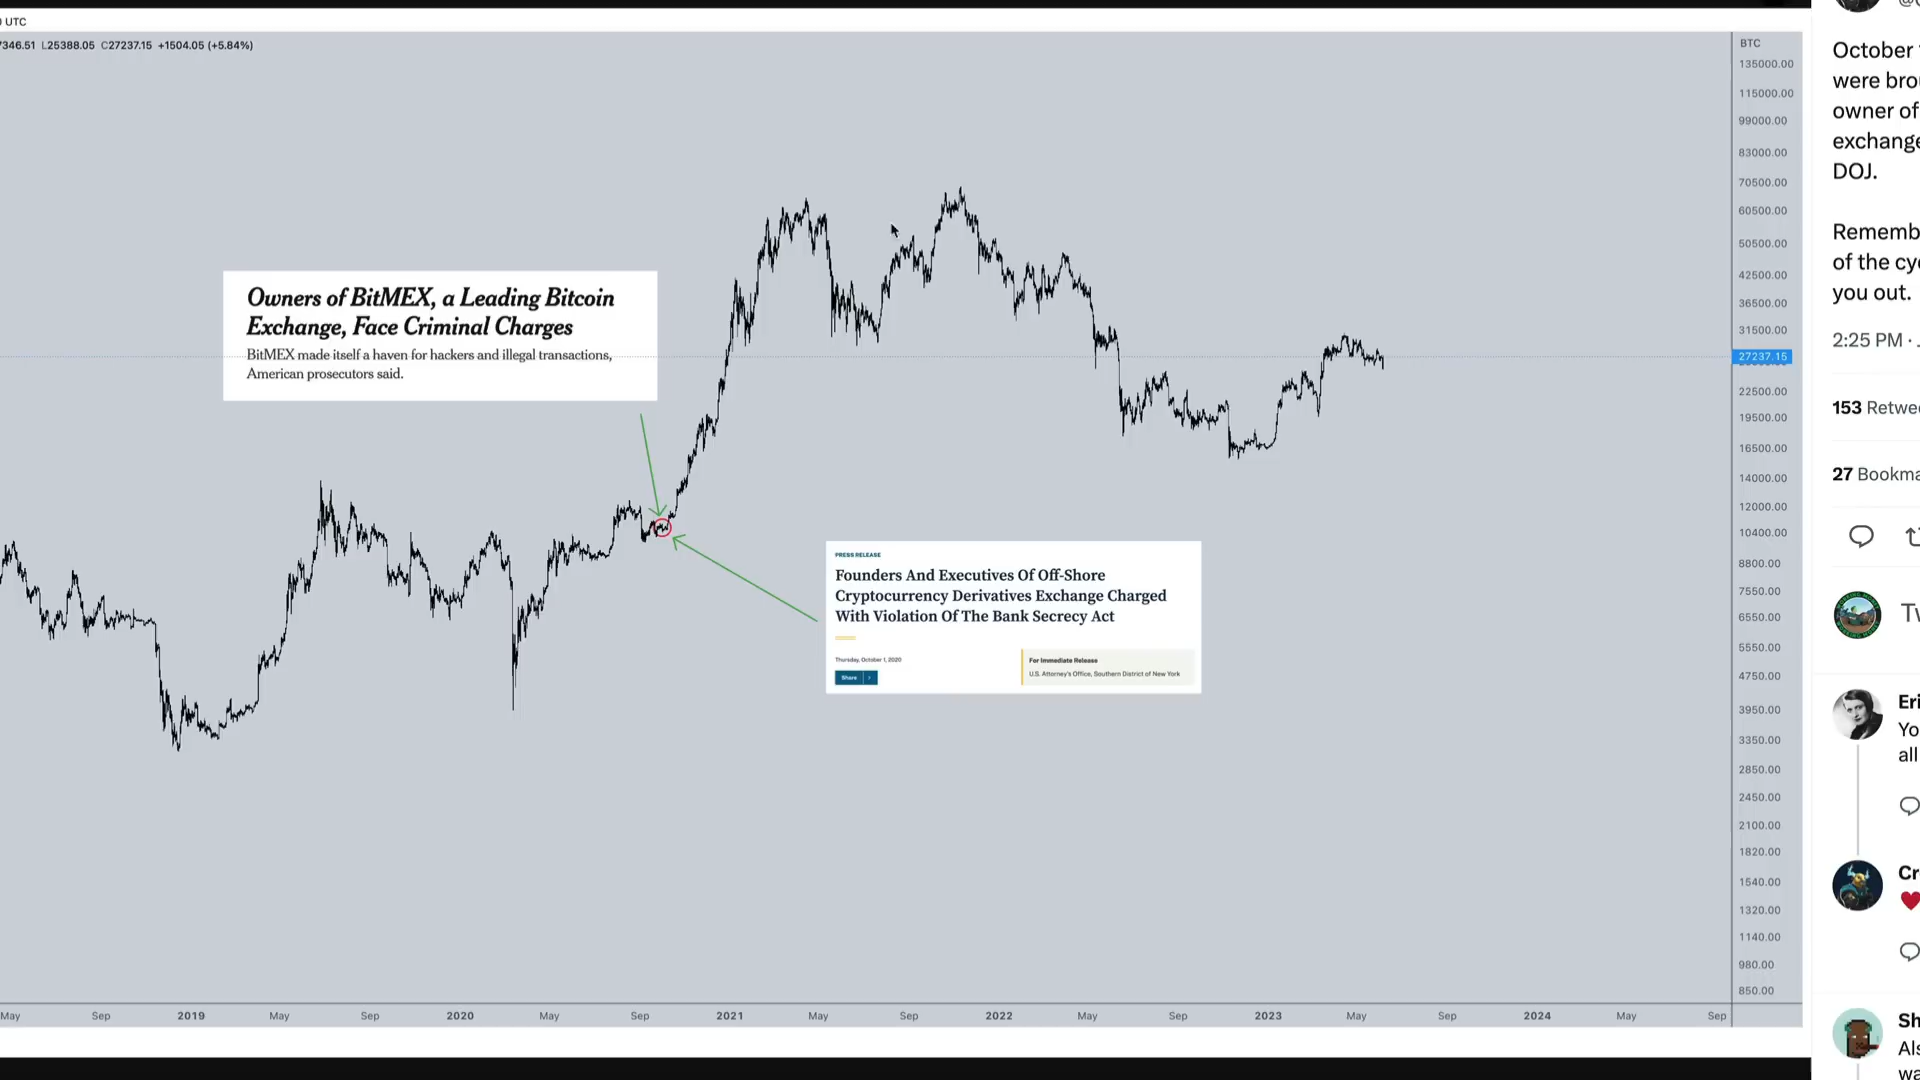 UTC
346.51 L25388.05 C27237.15 +1504.05 (+5.84%)
BTC
135000.00
115000.00
99000.00
83000.00
70500.00
60500.00
50500.00
42500.00
36500.00
31500.00
27237.15
22500.00
19500.00
16500.00
14000.00
12000.00
10400.00
8800.00
7550.00
6550.00
5550.00
4750.00
3950.00
3350.00
2850.00
2450.00
2100.00
1820.00
1540.00
1320.00
1140.00
980.00
850.00
Owners of BitMEX, a Leading Bitcoin
Exchange, Face Criminal Charges
BitMEX made itself a haven for hackers and illegal transactions,
American prosecutors said.
PRESS RELEASE
Founders And Executives Of Off-Shore
Cryptocurrency Derivatives Exchange Charged
With Violation Of The Bank Secrecy Act
Thursday, October 1, 2020
Share
For Immediate Release
U.S. Attorney's Office, Southern District of New York
May Sep 2019 May Sep 2020 May Sep 2021 May Sep 2022 May Sep 2023 May Sep 2024 May Sep
October
were brou
owner of
exchange
DOJ.
Rememb
of the cy
you out.
2:25 PM ·
153 Retwe
27 Bookma
Tw
Eri
Yo
all
Cr
Sh
Als
wa